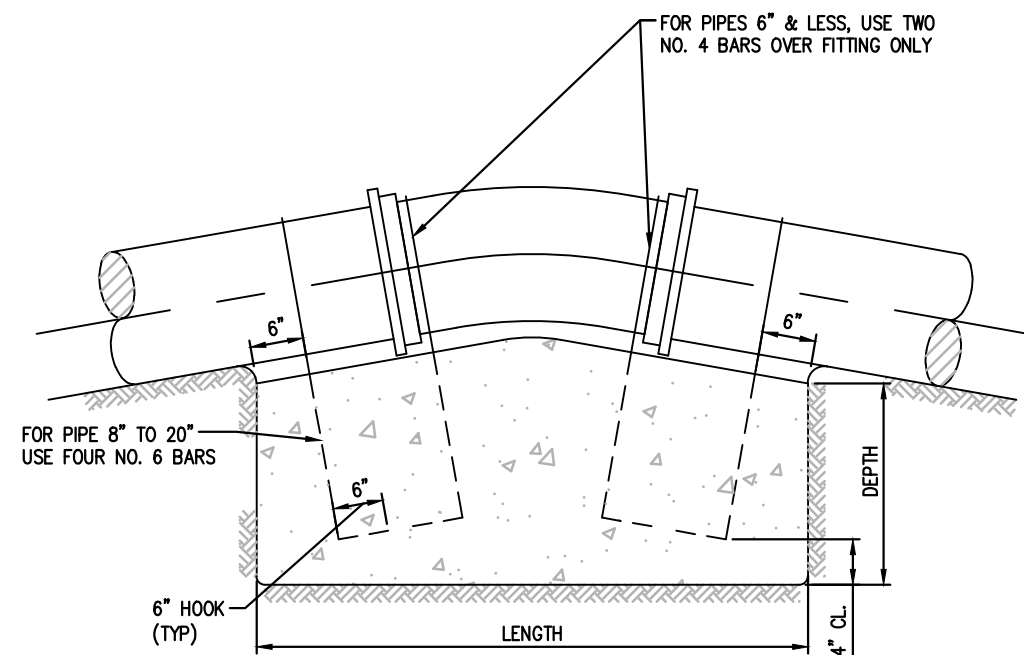 FOR PIPES 6” & LESS, USE TWO
NO. 4 BARS OVER FITTING ONLY
6”
6”
FOR PIPE 8” TO 20”
USE FOUR NO. 6 BARS
6”
DEPTH
6” HOOK
(TYP)
LENGTH
4” CL.